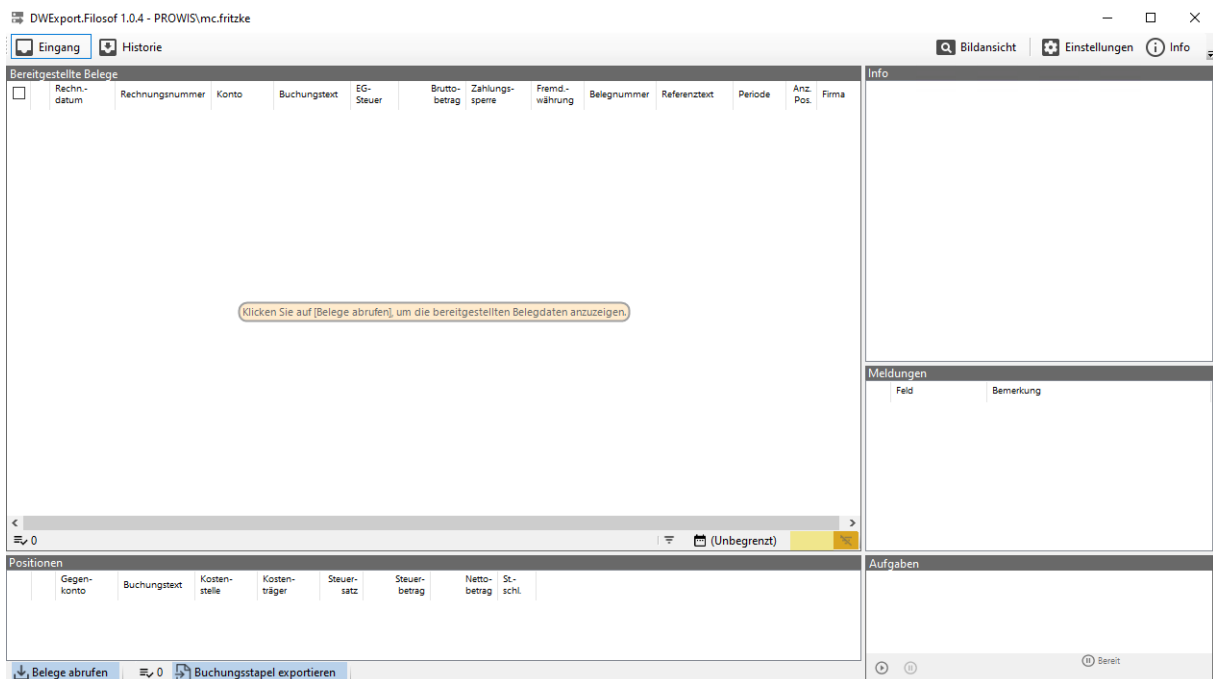 DWExport.Filosof 1.0.4 - PROWIS\mc.fritzke
Eingang Historie Bildansicht Einstellungen Info
Bereitgestellte Belege
Rechn.-
datum
Rechnungsnummer
Konto
Buchungstext
EG-
Steuer
Brutto-
betrag
Zahlungs-
sperre
Fremd.-
währung
Belegnummer
Referenztext
Periode
Anz.
Pos.
Firma
Klicken Sie auf [Belege abrufen], um die bereitgestellten Belegdaten anzuzeigen.
0 (Unbegrenzt)
Info
Meldungen
Feld Bemerkung
Positionen
Gegen-
konto
Buchungstext
Kosten-
stelle
Kosten-
träger
Steuer-
satz
Steuer-
betrag
Netto-
betrag
St.-
schl.
Aufgaben
Bereit
Belege abrufen 0 Buchungsstapel exportieren